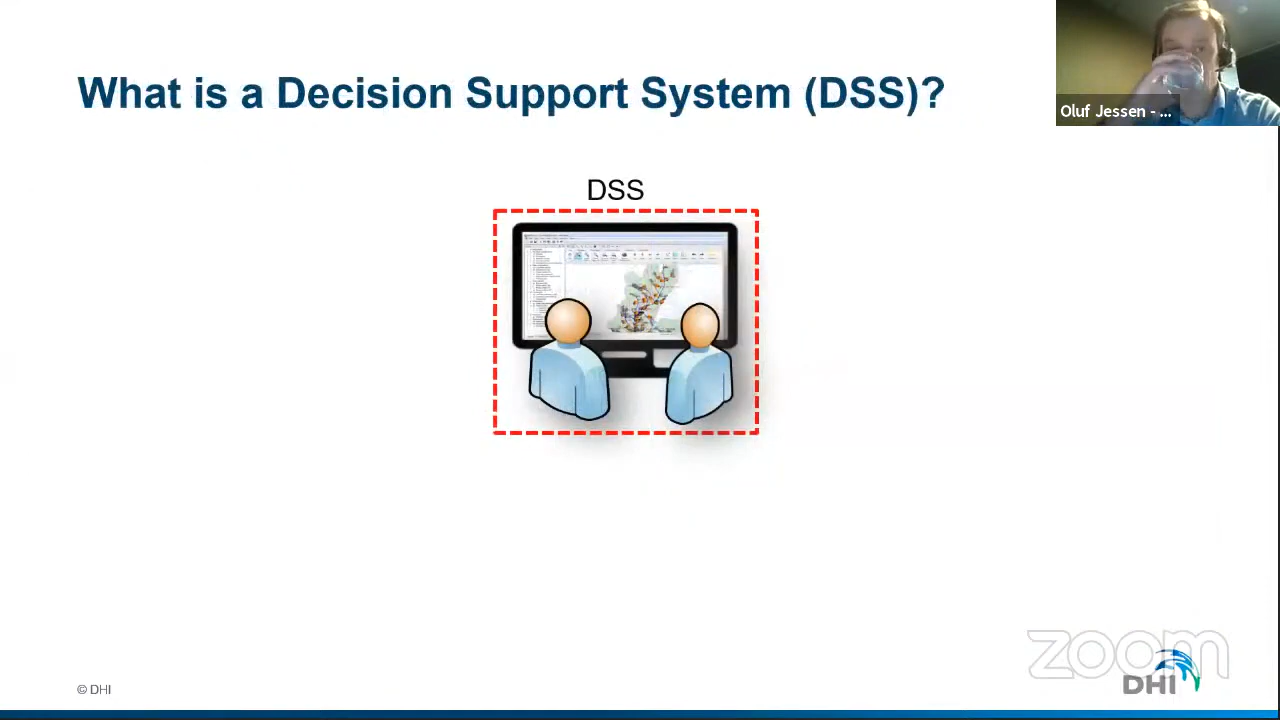 What is a Decision Support System (DSS)?
Oluf Jessen - ...
DSS
zoom
DHI
© DHI